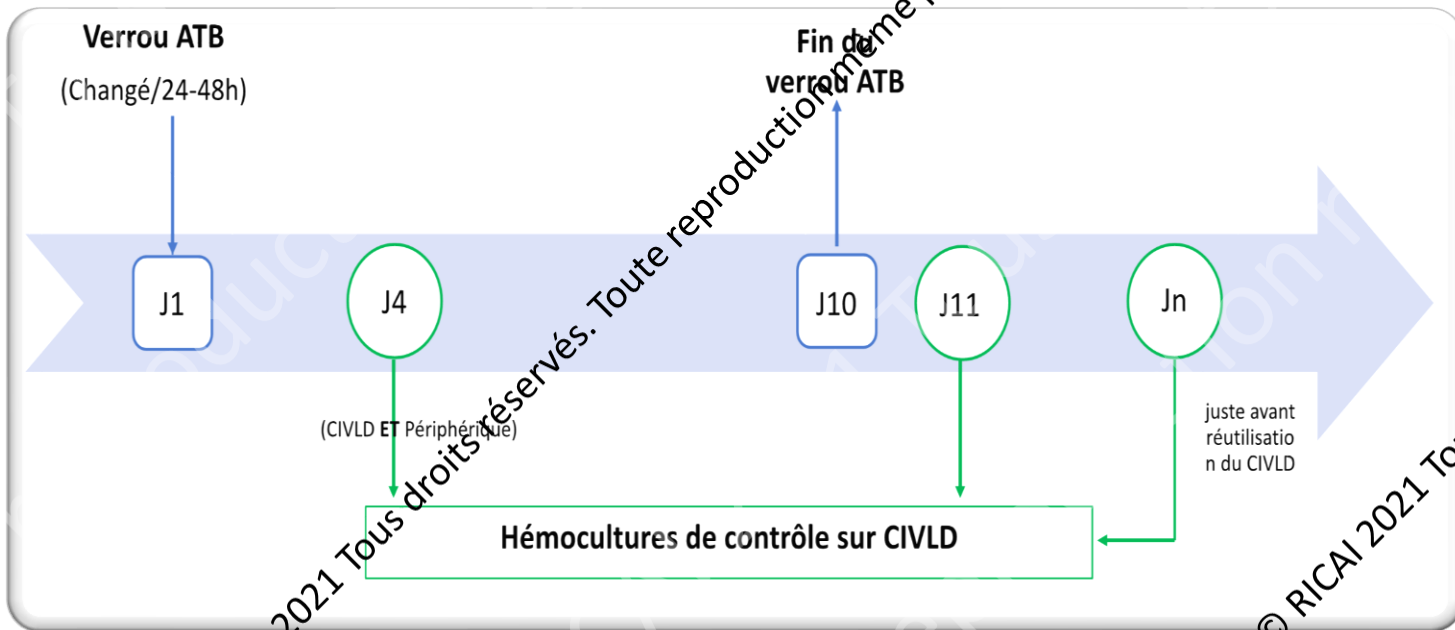 Verrou ATB
(Changé/24-48h)
Fin du
verrou ATB
J1
J4
J10
J11
Jn
(CIVLD ET Périphérique)
juste avant
réutilisatio
n du CIVLD
Hémocultures de contrôle sur CIVLD
2021 Tous droits réservés. Toute reproduction même
© RICAI 2021 To